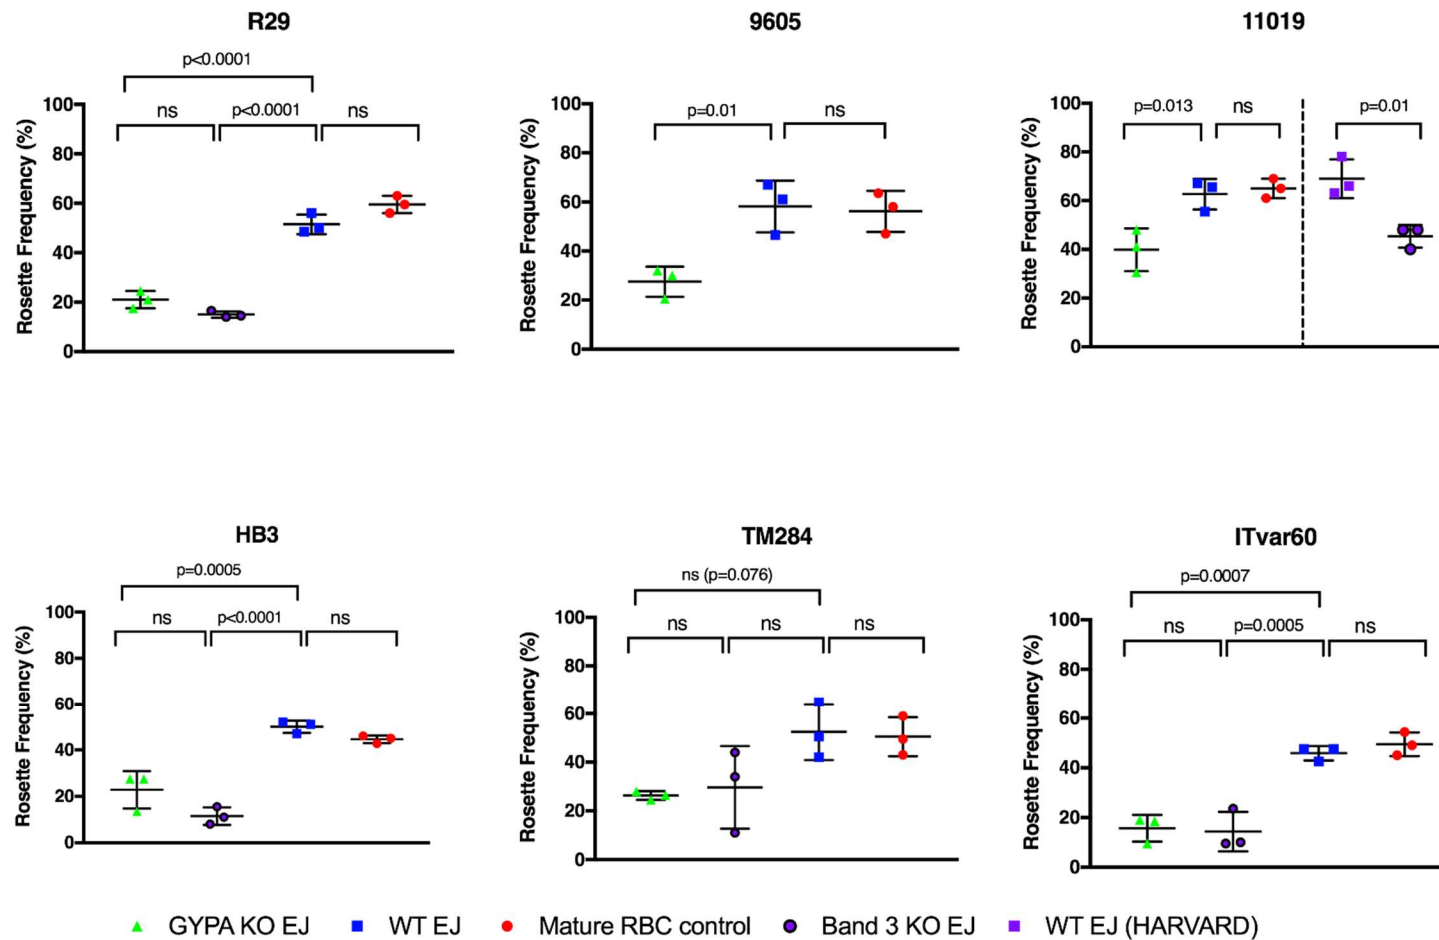 R29
9605
11019
p<0.0001
ns
p<0.0001
ns
p=0.01
ns
p=0.013
ns
p=0.01
Rosette Frequency (%)
100
80
60
40
20
0
Rosette Frequency (%)
100
80
60
40
20
0
Rosette Frequency (%)
100
80
60
40
20
0
HB3
TM284
ITvar60
p=0.0005
ns
p<0.0001
ns
ns (p=0.076)
ns
ns
ns
p=0.0007
ns
p=0.0005
ns
Rosette Frequency (%)
100
80
60
40
20
0
Rosette Frequency (%)
100
80
60
40
20
0
Rosette Frequency (%)
100
80
60
40
20
0
GYPA KO EJ WT EJ Mature RBC control Band 3 KO EJ WT EJ (HARVARD)